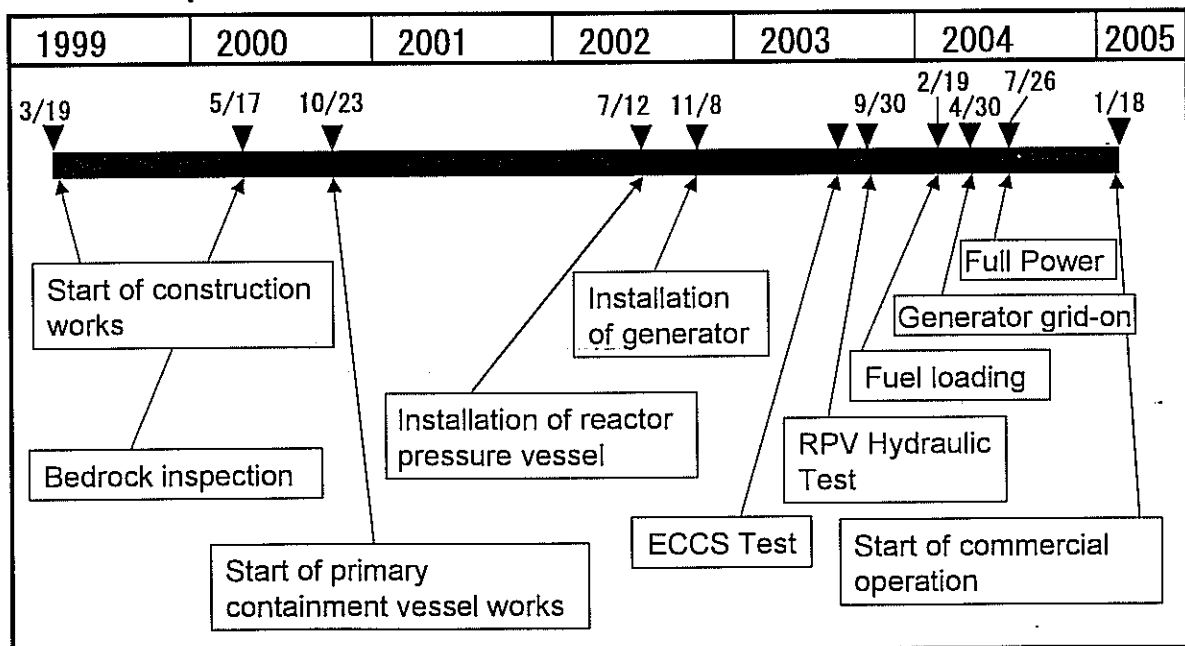 1999 2000 2001 2002 2003 2004 2005
3/19 5/17 10/23 7/12 11/8 9/30 2/19 4/30 7/26 1/18
Start of construction
works
Bedrock inspection
Start of primary
containment vessel works
Installation of reactor
pressure vessel
Installation
of generator
ECCS Test
RPV Hydraulic
Test
Fuel loading
Generator grid-on
Full Power
Start of commercial
operation